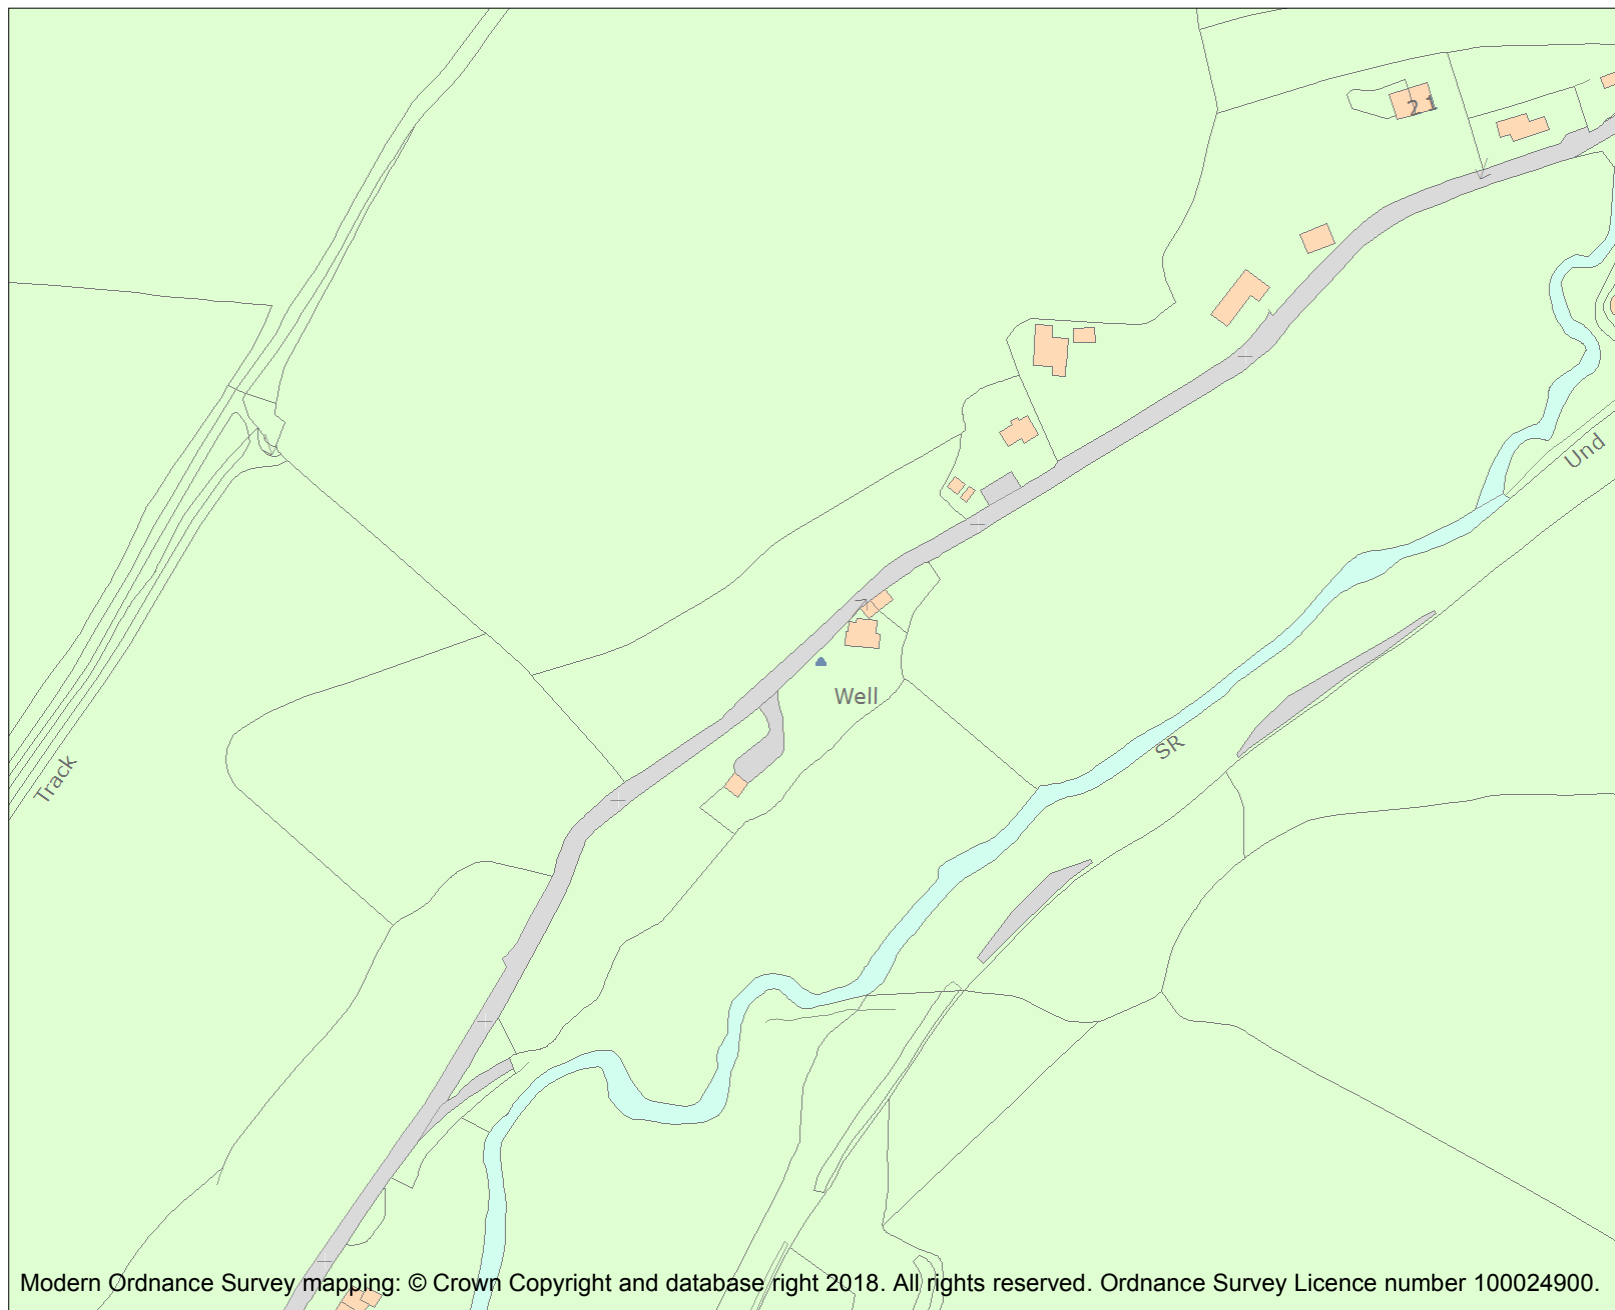 2 1
Und
Well
SR
Track
Modern Ordnance Survey mapping: © Crown Copyright and database right 2018. All rights reserved. Ordnance Survey Licence number 100024900.